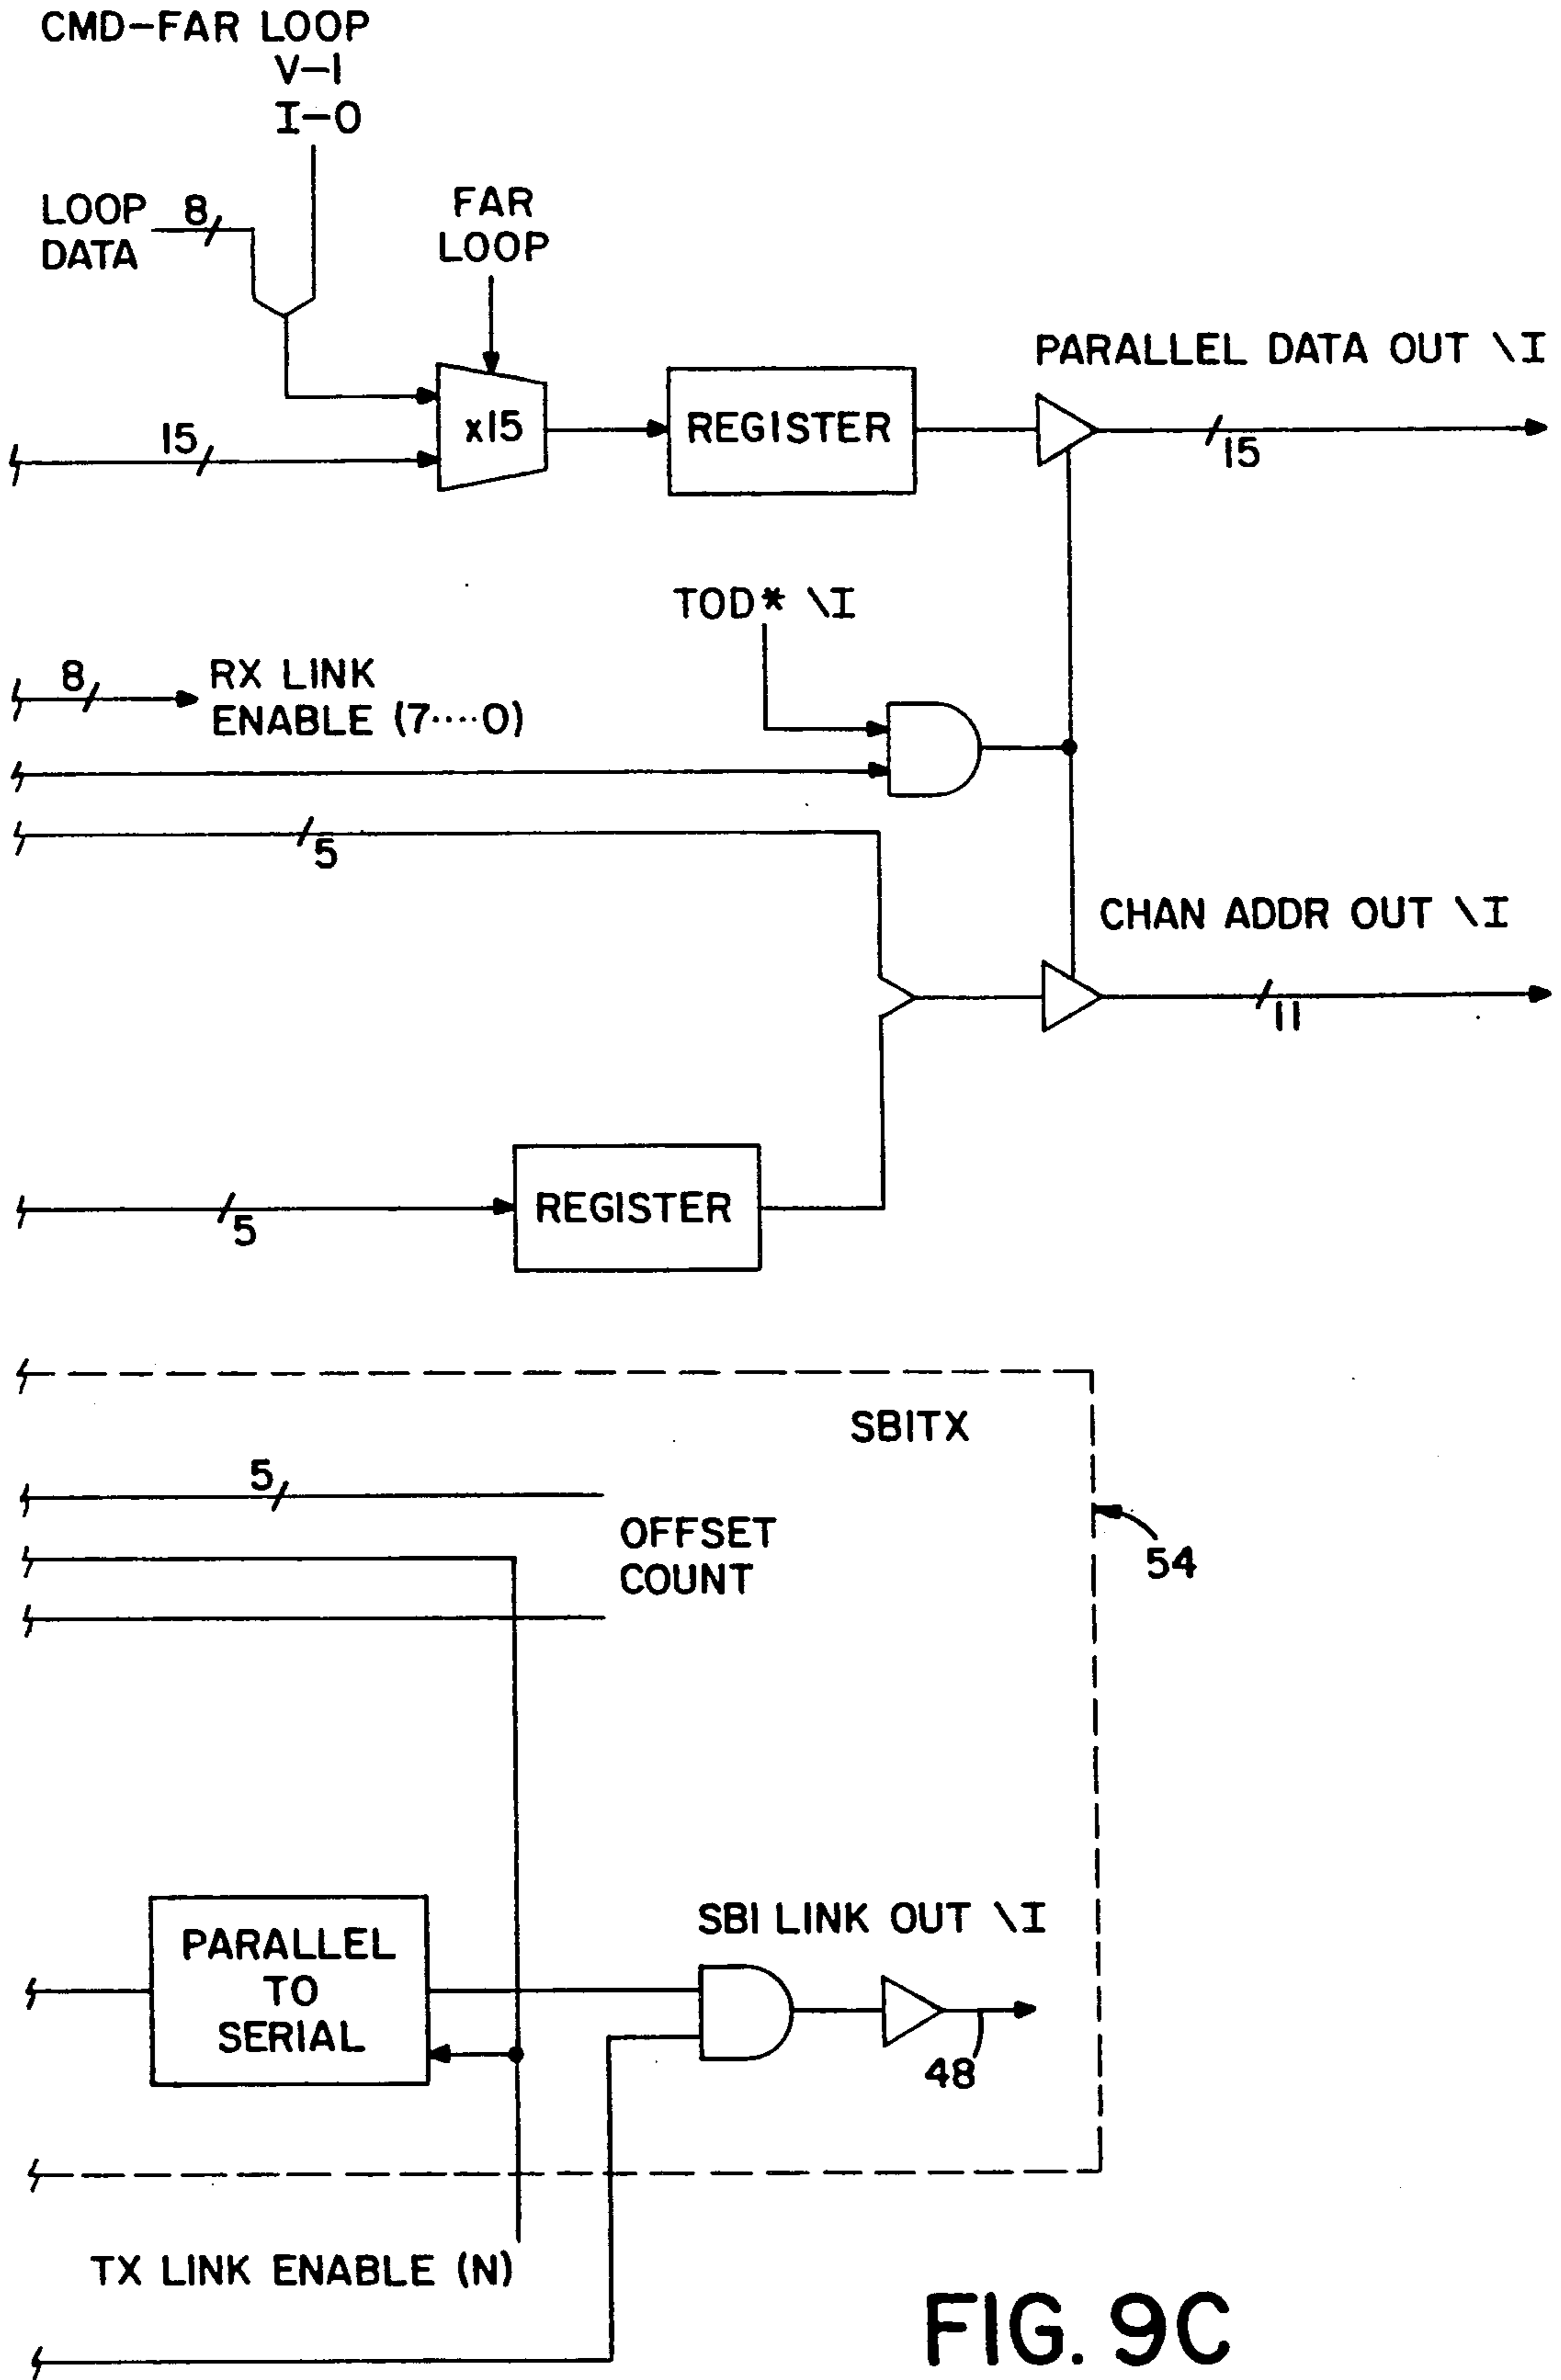 CMD-FAR LOOP
V-1
I-0
LOOP
DATA
8
FAR
LOOP
PARALLEL DATA OUT \I
x15
REGISTER
15
15
TOD* \I
8
RX LINK
ENABLE (7····0)
5
CHAN ADDR OUT \I
11
5
REGISTER
SBITX
5
OFFSET
COUNT
54
PARALLEL
TO
SERIAL
SBI LINK OUT \I
48
TX LINK ENABLE (N)
FIG. 9C